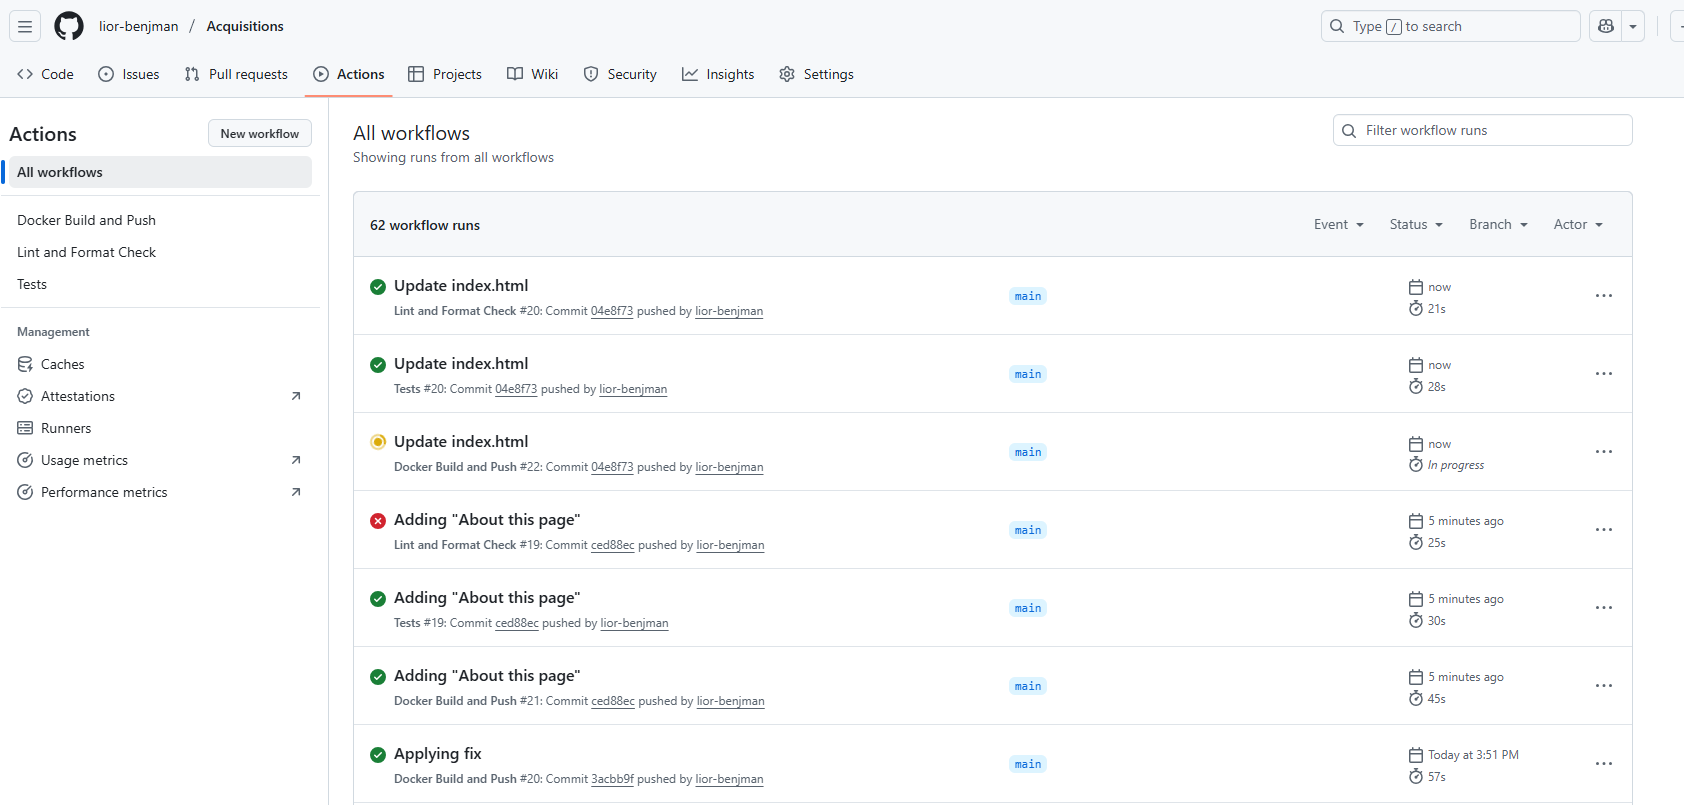 lior-benjman / Acquisitions
Type / to search
Code Issues Pull requests Actions Projects Wiki Security Insights Settings
Actions
New workflow
All workflows
Docker Build and Push
Lint and Format Check
Tests
Management
Caches
Attestations
Runners
Usage metrics
Performance metrics
All workflows
Showing runs from all workflows
Filter workflow runs
62 workflow runs
Event Status Branch Actor
Update index.html
Lint and Format Check #20: Commit 04e8f73 pushed by lior-benjman
main
now
21s
Update index.html
Tests #20: Commit 04e8f73 pushed by lior-benjman
main
now
28s
Update index.html
Docker Build and Push #22: Commit 04e8f73 pushed by lior-benjman
main
now
In progress
Adding "About this page"
Lint and Format Check #19: Commit ced88ec pushed by lior-benjman
main
5 minutes ago
25s
Adding "About this page"
Tests #19: Commit ced88ec pushed by lior-benjman
main
5 minutes ago
30s
Adding "About this page"
Docker Build and Push #21: Commit ced88ec pushed by lior-benjman
main
5 minutes ago
45s
Applying fix
Docker Build and Push #20: Commit 3acbb9f pushed by lior-benjman
main
Today at 3:51 PM
57s